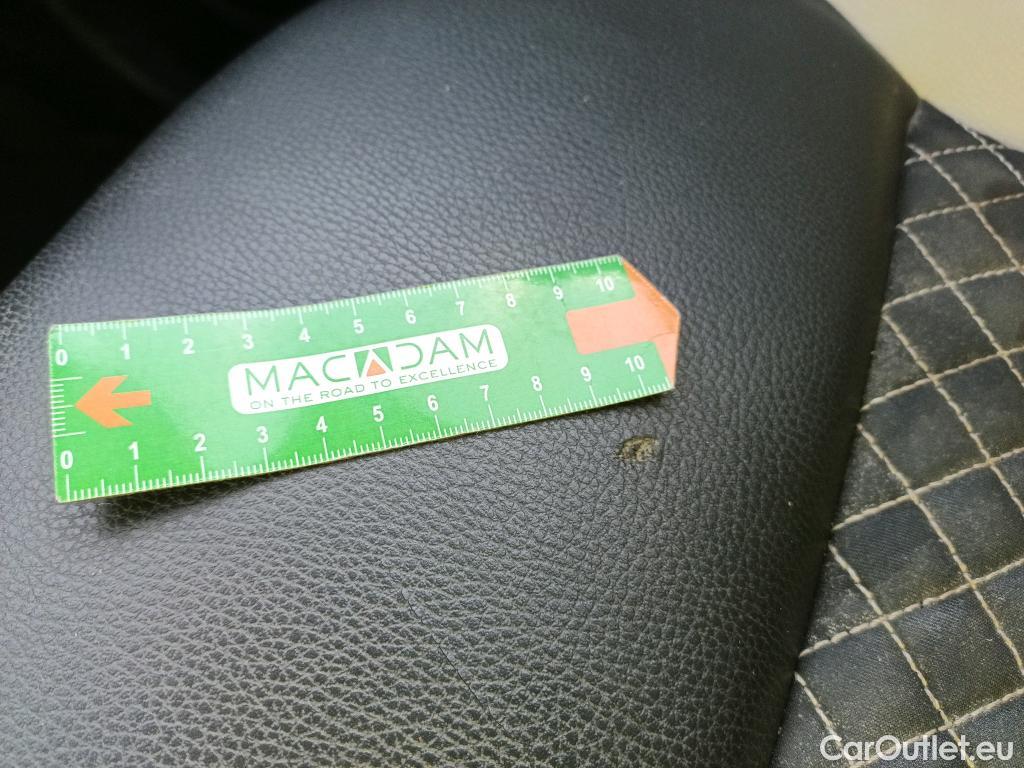 0 1 2 3 4 5 6 7 8 9 10
MACADAM
ON THE ROAD TO EXCELLENCE
0 1 2 3 4 5 6 7 8 9 10
CarOutlet.eu